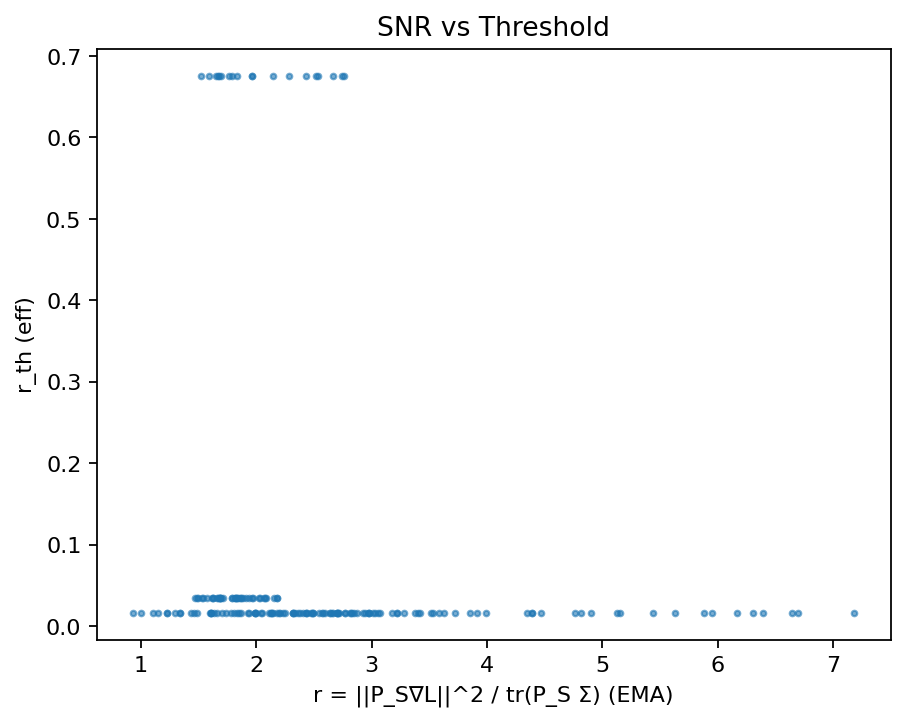 SNR vs Threshold
0.7
0.6
0.5
0.4
0.3
0.2
0.1
0.0
r_th (eff)
1 2 3 4 5 6 7
r = ||P_S∇L||^2 / tr(P_S Σ) (EMA)